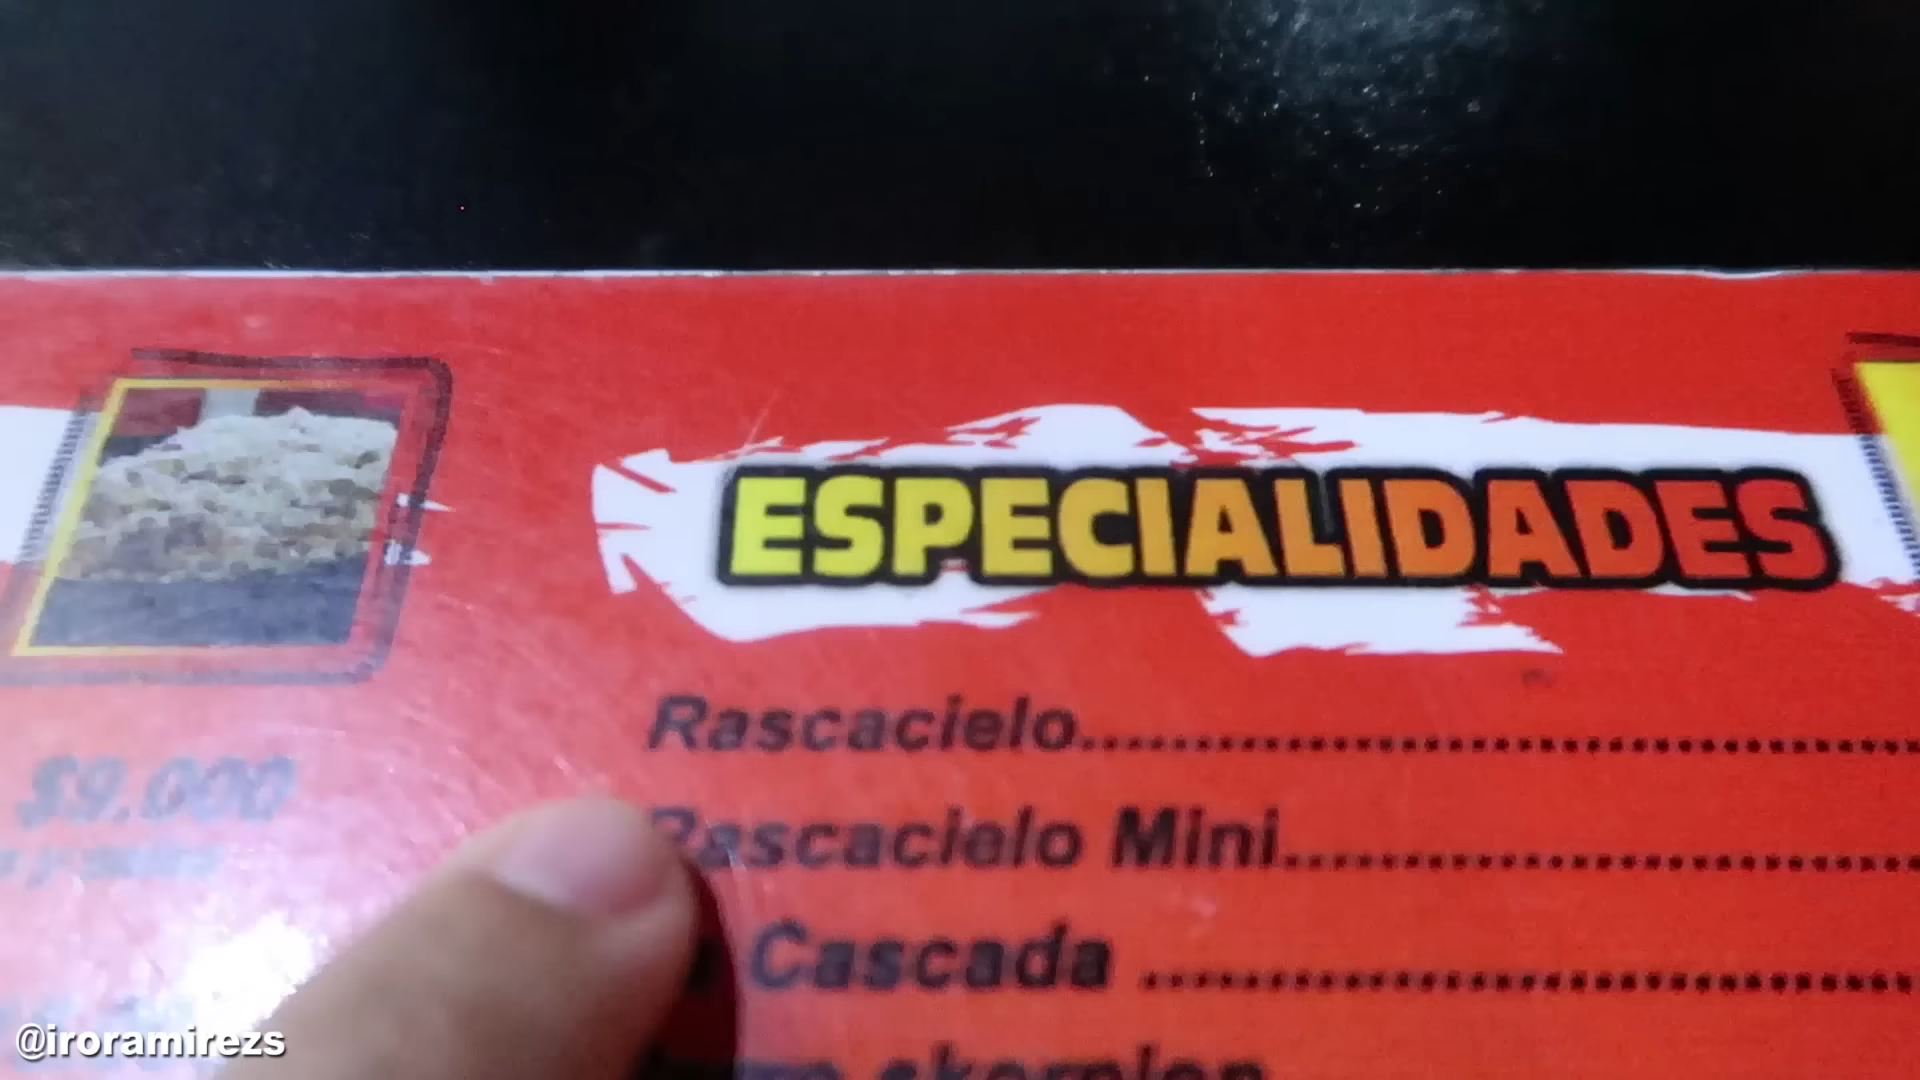 ESPECIALIDADES
Rascacielo
$9.000
Rascacielo Mini
Cascada
@iroramirezs